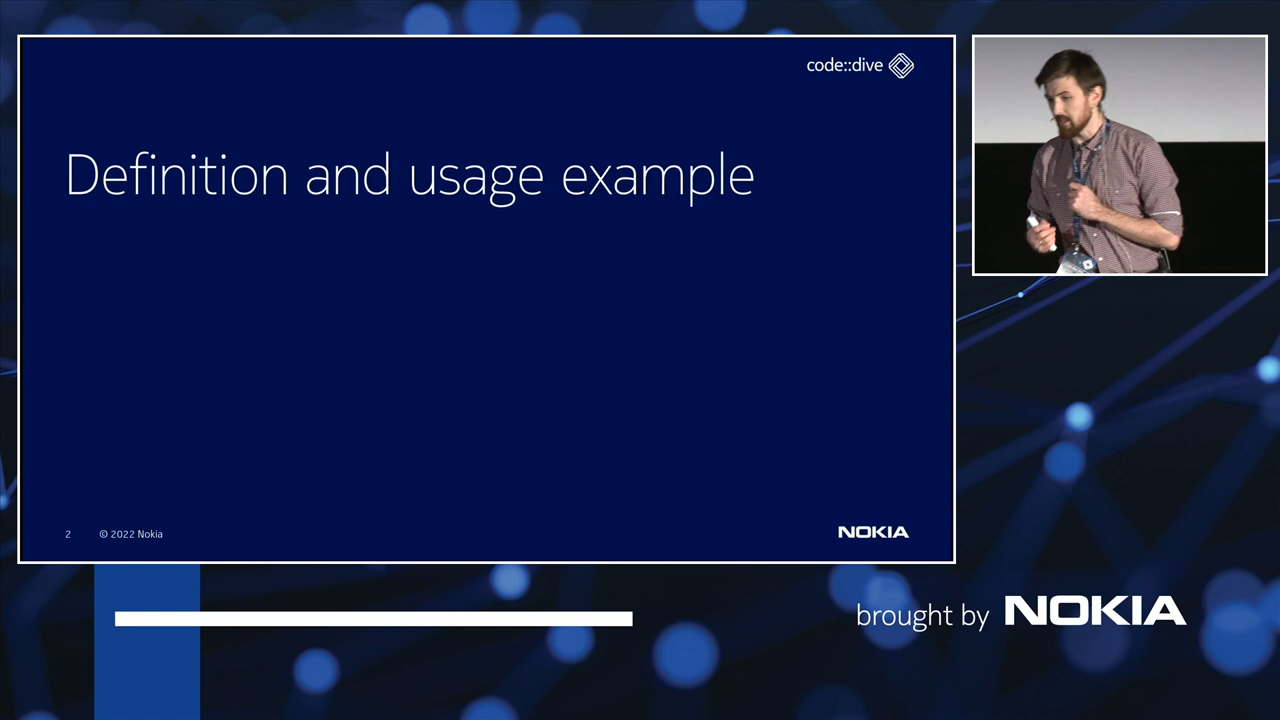 code::dive
Definition and usage example
2 © 2022 Nokia
NOKIA
brought by NOKIA